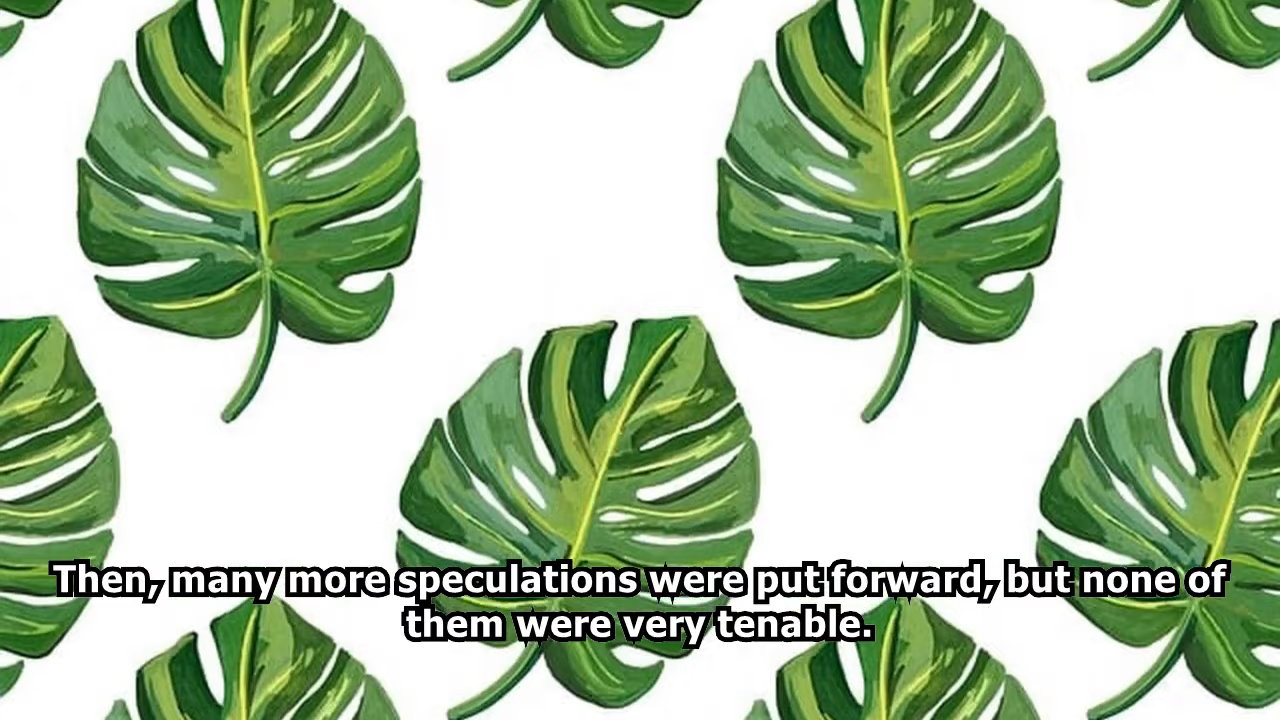 Then, many more speculations were put forward, but none of
them were very tenable.